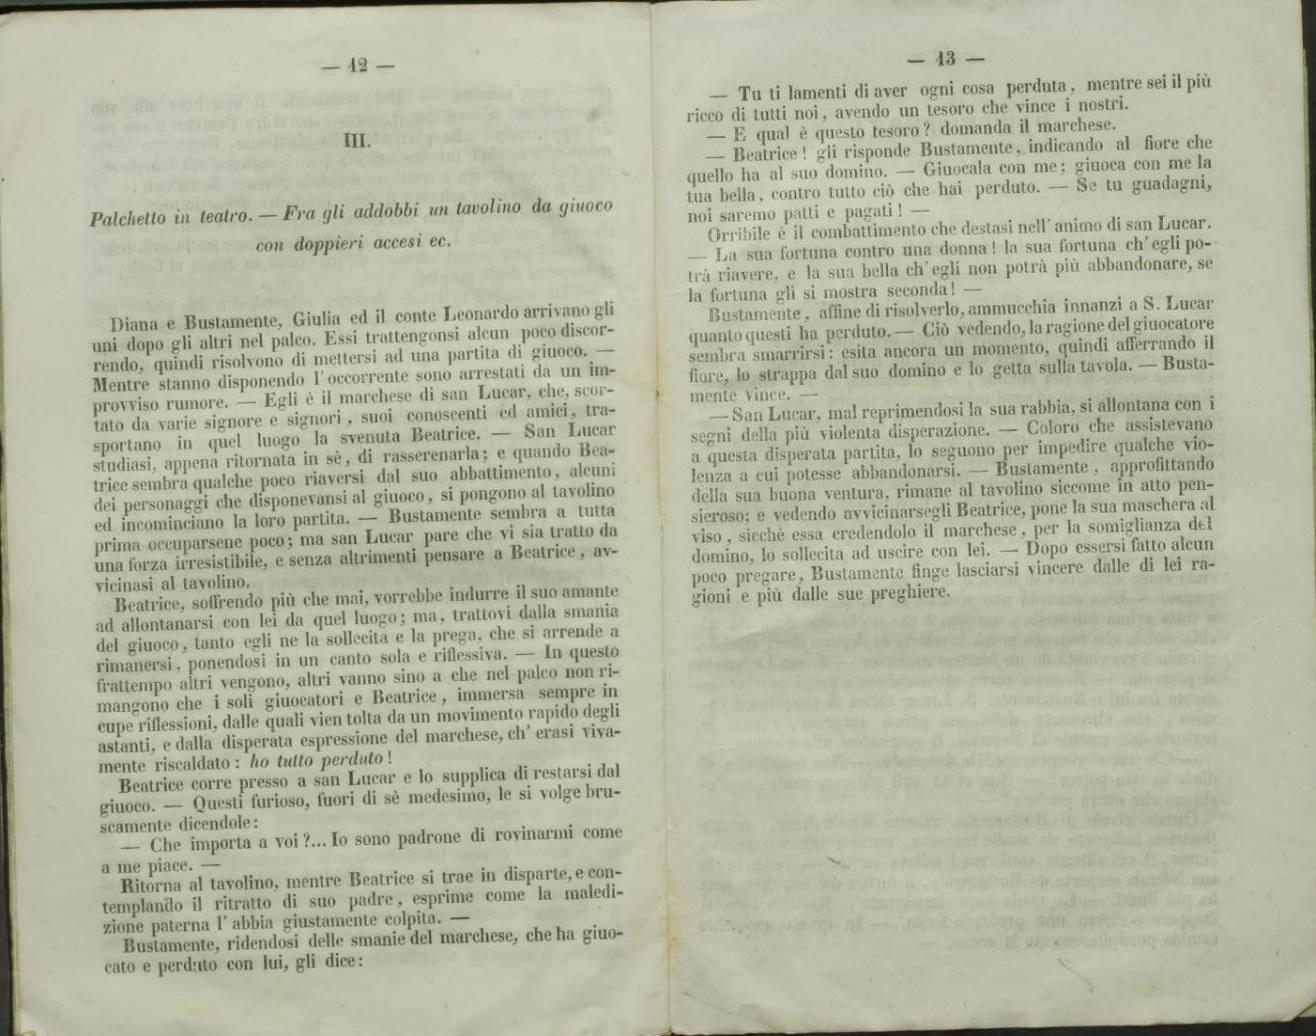 — 12 —
III.
Palchetto in teatro. — Fra gli addobbi un tavolino da giuoco
con doppieri accesi ec.
Diana e Bustamente, Giulia ed il conte Leonardo arrivano gli
uni dopo gli altri nel palco. Essi trattengonsi alcun poco discor-
rendo, quindi risolvono di mettersi ad una partita di giuoco. —
Mentre stanno disponendo l'occorrente sono arrestati da un im-
provviso rumore. — Egli è il marchese di san Lucar, che, scor-
tato da varie signore e signori, suoi conoscenti ed amici, tra-
sportano in quel luogo la svenuta Beatrice. — San Lucar
studiasi, appena ritornata in sè, di rasserenarla; e quando Bea-
trice sembra qualche poco riaversi dal suo abbattimento, alcuni
dei personaggi che disponevansi al giuoco, si pongono al tavolino
ed incominciano la loro partita. — Bustamente sembra a tutta
prima occuparsene poco; ma san Lucar pare che vi sia tratto da
una forza irresistibile, e senza altrimenti pensare a Beatrice, av-
vicinasi al tavolino.
Beatrice, soffrendo più che mai, vorrebbe indurre il suo amante
ad allontanarsi con lei da quel luogo; ma, trattovi dalla smania
del giuoco, tanto egli ne la sollecita e la prega, che si arrende a
rimanersi, ponendosi in un canto sola e riflessiva. — In questo
frattempo altri vengono, altri vanno sino a che nel palco non ri-
mangono che i soli giuocatori e Beatrice, immersa sempre in
cupe riflessioni, dalle quali vien tolta da un movimento rapido degli
astanti, e dalla disperata espressione del marchese, ch'erasi viva-
mente riscaldato: ho tutto perduto!
Beatrice corre presso a san Lucar e lo supplica di restarsi dal
giuoco. — Questi furioso, fuori di sè medesimo, le si volge bru-
scamente dicendole:
— Che importa a voi?... Io sono padrone di rovinarmi come
a me piace. —
Ritorna al tavolino, mentre Beatrice si trae in disparte, e con-
templando il ritratto di suo padre, esprime come la maledi-
zione paterna l'abbia giustamente colpita. —
Bustamente, ridendosi delle smanie del marchese, che ha giuo-
cato e perduto con lui, gli dice:
— 13 —
— Tu ti lamenti di aver ogni cosa perduta, mentre sei il più
ricco di tutti noi, avendo un tesoro che vince i nostri.
— E qual è questo tesoro? domanda il marchese.
— Beatrice! gli risponde Bustamente, indicando al fiore che
quello ha al suo domino. — Giuocala con me; giuoca con me la
tua bella, contro tutto ciò che hai perduto. — Se tu guadagni,
noi saremo patti e pagati! —
Orribile è il combattimento che destasi nell'animo di san Lucar.
— La sua fortuna contro una donna! la sua fortuna ch'egli po-
trà riavere, e la sua bella ch'egli non potrà più abbandonare, se
la fortuna gli si mostra seconda! —
Bustamente, affine di risolverlo, ammucchia innanzi a S. Lucar
quanto questi ha perduto. — Ciò vedendo, la ragione del giuocatore
sembra smarrirsi: esita ancora un momento, quindi afferrando il
fiore, lo strappa dal suo domino e lo getta sulla tavola. — Busta-
mente vince. —
— San Lucar, mal reprimendosi la sua rabbia, si allontana con i
segni della più violenta disperazione. — Coloro che assistevano
a questa disperata partita, lo seguono per impedire qualche vio-
lenza a cui potesse abbandonarsi. — Bustamente, approfittando
della sua buona ventura, rimane al tavolino siccome in atto pen-
sieroso; e vedendo avvicinarsegli Beatrice, pone la sua maschera al
viso, sicchè essa credendolo il marchese, per la somiglianza del
domino, lo sollecita ad uscire con lei. — Dopo essersi fatto alcun
poco pregare, Bustamente finge lasciarsi vincere dalle di lei ra-
gioni e più dalle sue preghiere.